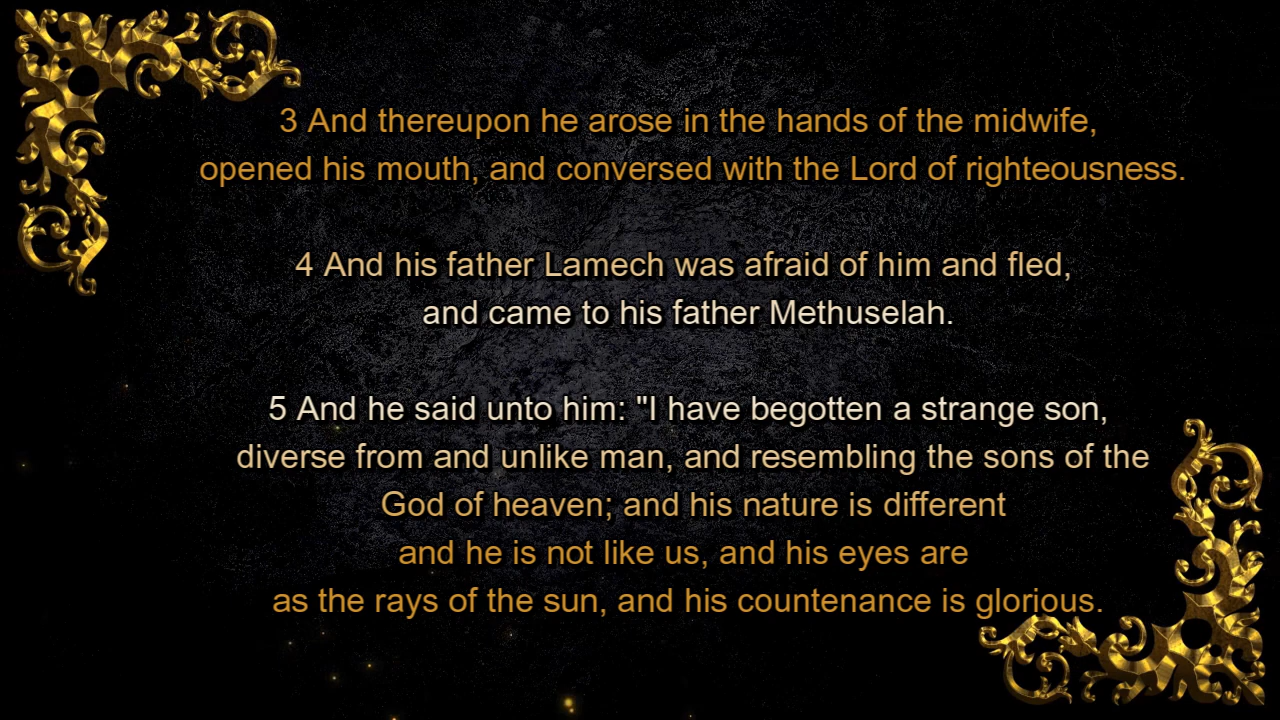 3 And thereupon he arose in the hands of the midwife,
opened his mouth, and conversed with the Lord of righteousness.
4 And his father Lamech was afraid of him and fled,
and came to his father Methuselah.
5 And he said unto him: "I have begotten a strange son,
diverse from and unlike man, and resembling the sons of the
God of heaven; and his nature is different
and he is not like us, and his eyes are
as the rays of the sun, and his countenance is glorious.